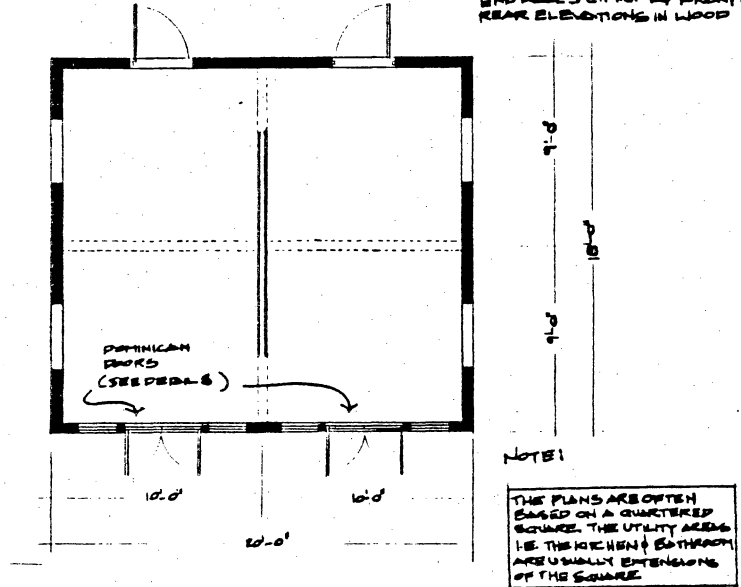 REAR ELEVATIONS IN WOOD
9'-0"
18'-0"
9'-0"
DOMINICAN
DOORS
(SEE DETAILS)
10'-0"
10'-0"
20'-0"
NOTE:
THE PLANS ARE OFTEN
BASED ON A QUARTERED
SQUARE. THE UTILITY AREAS
I.E. THE KITCHEN & BATHROOM
ARE USUALLY EXTENSIONS
OF THE SQUARE